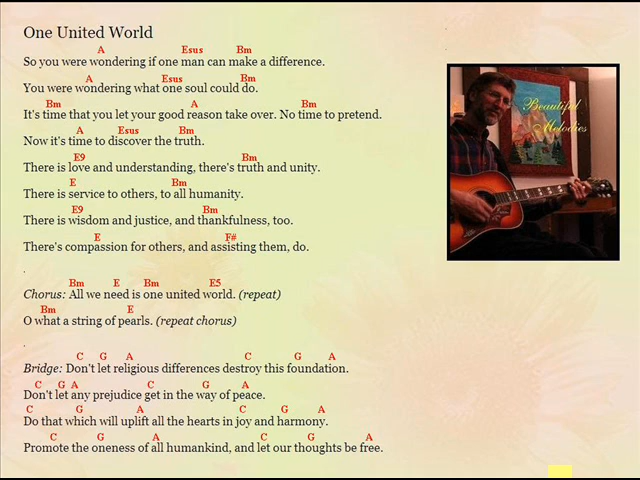 One United World
A Esus Bm
So you were wondering if one man can make a difference.
A Esus Bm
You were wondering what one soul could do.
Bm A Bm
It's time that you let your good reason take over. No time to pretend.
A Esus Bm
Now it's time to discover the truth.
E9 Bm
There is love and understanding, there's truth and unity.
E Bm
There is service to others, to all humanity.
E9 Bm
There is wisdom and justice, and thankfulness, too.
E F#
There's compassion for others, and assisting them, do.
.
Bm E Bm E5
Chorus: All we need is one united world. (repeat)
Bm E
O what a string of pearls. (repeat chorus)
.
C G A C G A
Bridge: Don't let religious differences destroy this foundation.
C G A C G A
Don't let any prejudice get in the way of peace.
C G A C G A
Do that which will uplift all the hearts in joy and harmony.
C G A C G A
Promote the oneness of all humankind, and let our thoughts be free.
Beautiful
Melodies